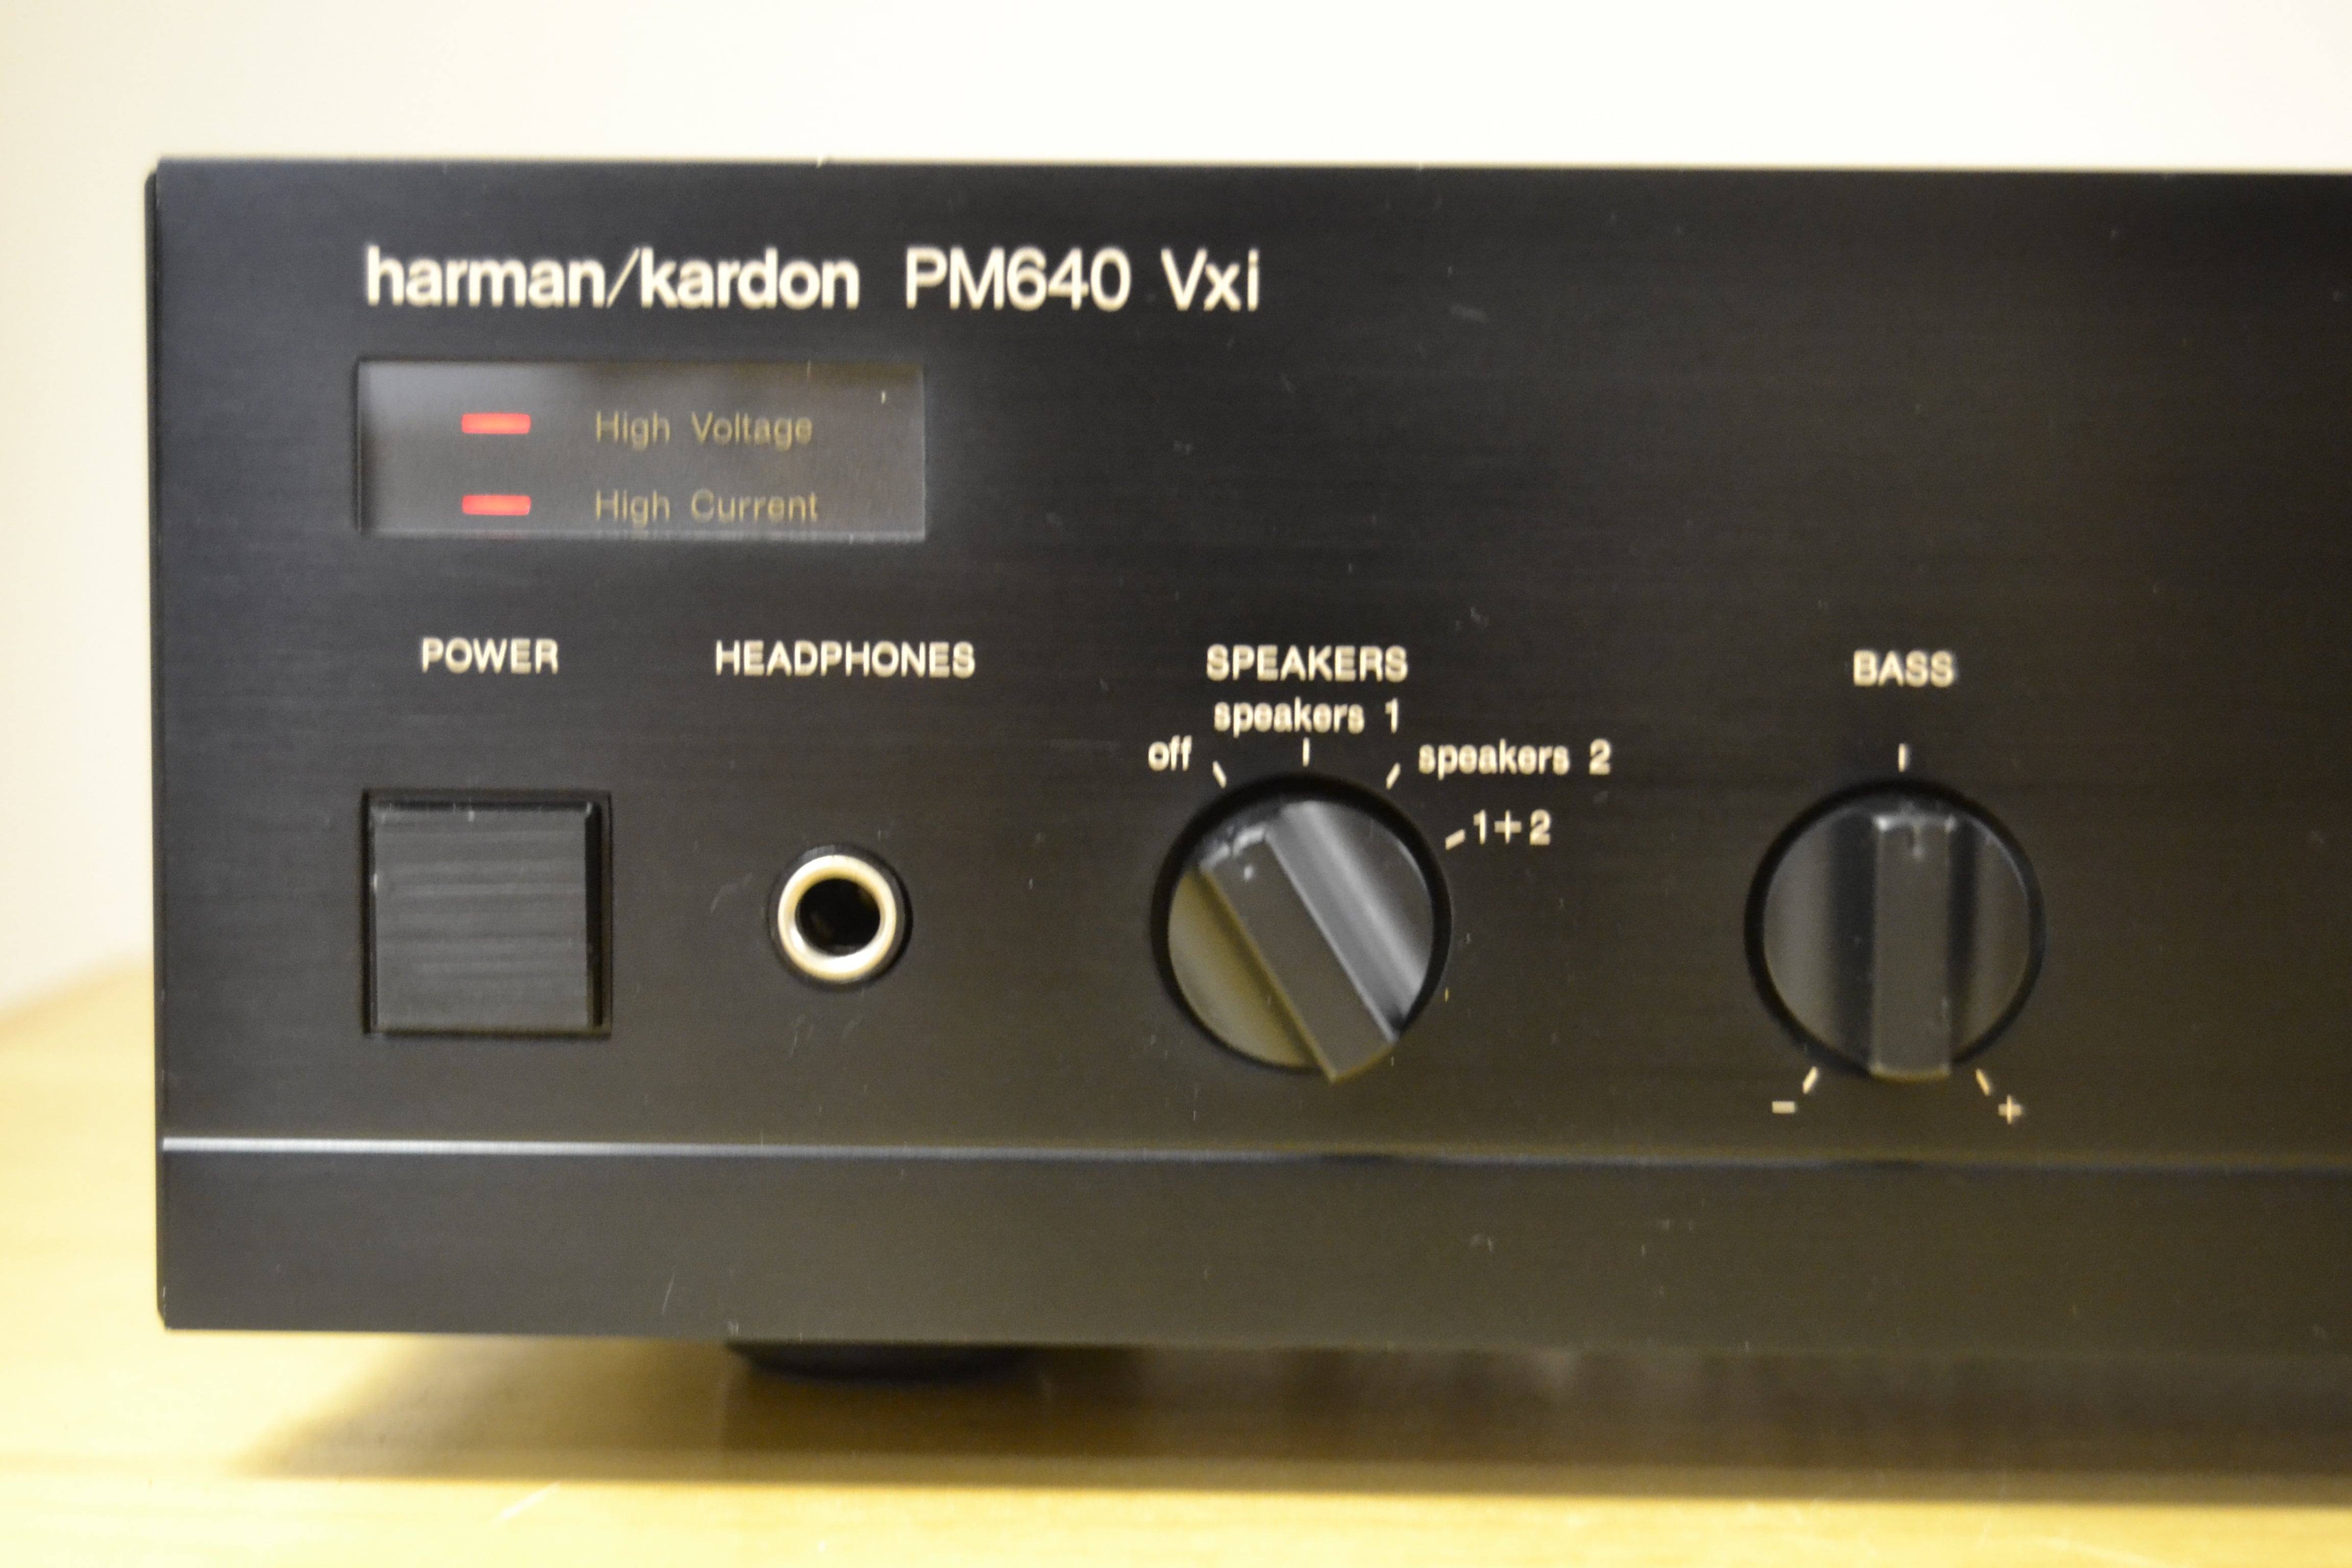 harman/kardon PM640 Vxi
High Voltage
High Current
POWER HEADPHONES SPEAKERS BASS
speakers 1
off speakers 2
1+2
- +